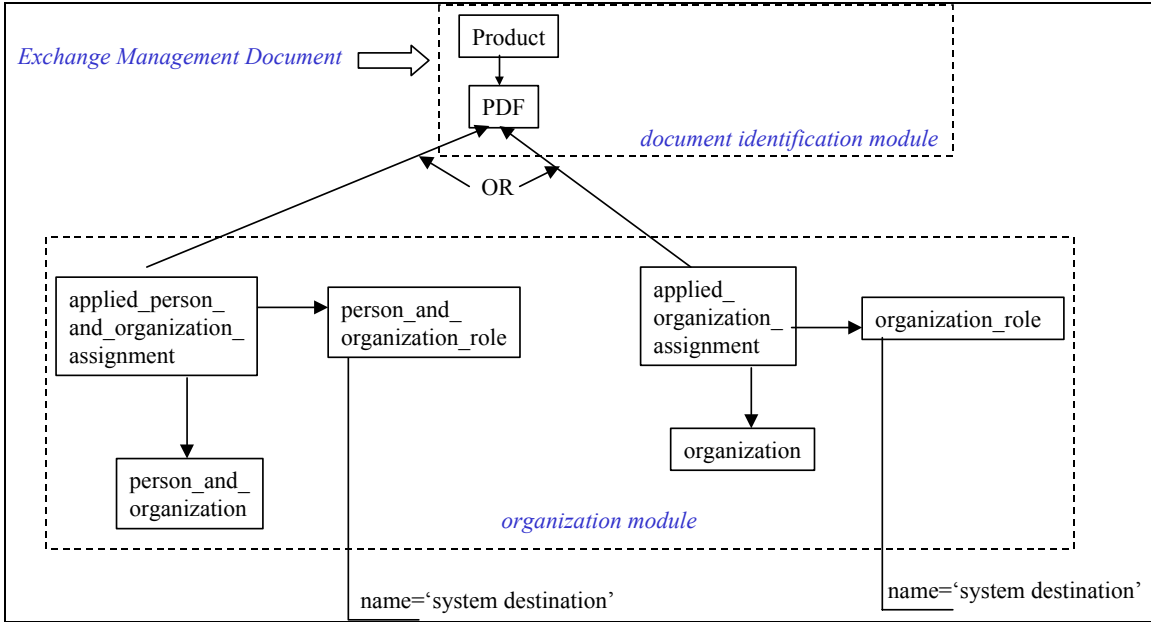 Product
Exchange Management Document
PDF
document identification module
OR
applied_person_
and_organization_
assignment
person_and_
organization_role
applied_
organization_
assignment
organization_role
organization
person_and_
organization
organization module
name=‘system destination’
name=‘system destination’